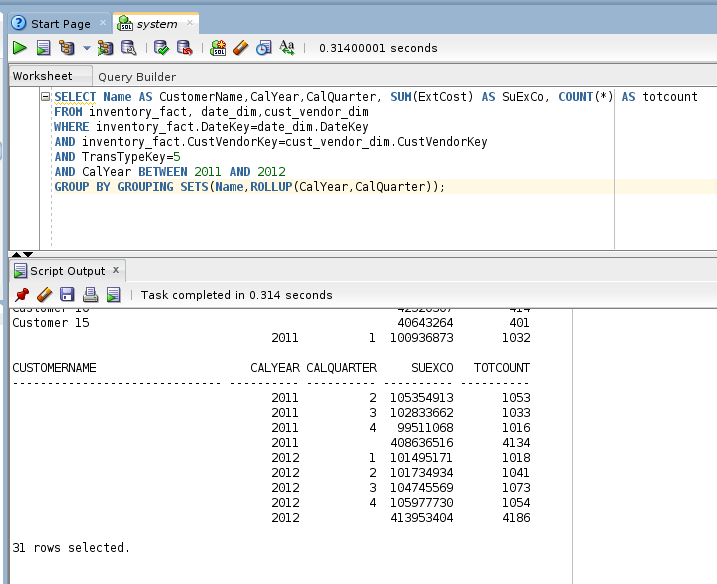 Start Page
system
0.31400001 seconds
Worksheet Query Builder
SELECT Name AS CustomerName,CalYear,CalQuarter, SUM(ExtCost) AS SuExCo, COUNT(*) AS totcount
FROM inventory_fact, date_dim,cust_vendor_dim
WHERE inventory_fact.DateKey=date_dim.DateKey
AND inventory_fact.CustVendorKey=cust_vendor_dim.CustVendorKey
AND TransTypeKey=5
AND CalYear BETWEEN 2011 AND 2012
GROUP BY GROUPING SETS(Name,ROLLUP(CalYear,CalQuarter));
Script Output x
Task completed in 0.314 seconds
Customer 15 40643264 401
2011 1 100936873 1032
CUSTOMERNAME CALYEAR CALQUARTER SUEXCO TOTCOUNT
------------------------------ ---------- ---------- ---------- ----------
2011 2 105354913 1053
2011 3 102833662 1033
2011 4 99511068 1016
2011 408636516 4134
2012 1 101495171 1018
2012 2 101734934 1041
2012 3 104745569 1073
2012 4 105977730 1054
2012 413953404 4186
31 rows selected.